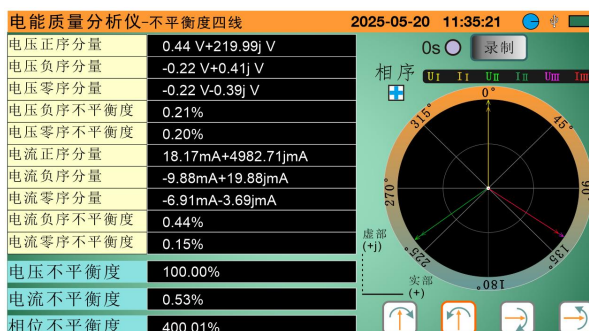 电能质量分析仪-不平衡度四线 2025-05-20 11:35:21
0s 录制
相序 UI II UII III UIII IIII
电压正序分量 0.44 V+219.99j V
电压负序分量 -0.22 V+0.41j V
电压零序分量 -0.22 V-0.39j V
电压负序不平衡度 0.21%
电压零序不平衡度 0.20%
电流正序分量 18.17mA+4982.71jmA
电流负序分量 -9.88mA+19.88jmA
电流零序分量 -6.91mA-3.69jmA
电流负序不平衡度 0.44%
电流零序不平衡度 0.15%
电压不平衡度 100.00%
电流不平衡度 0.53%
相位不平衡度 400.01%
0°
45°
90°
135°
180°
225°
270°
315°
虚部
(+j)
实部
(+)